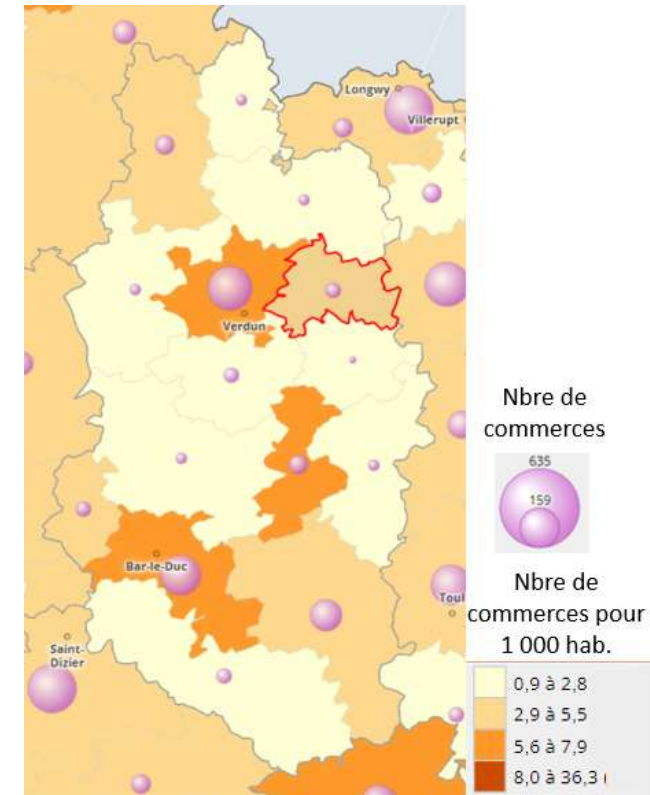 Longwy
Villerupt
Verdun
Bar-le-Duc
Toul
Saint-
Dizier
Nbre de
commerces
635
159
Nbre de
commerces pour
1 000 hab.
0,9 à 2,8
2,9 à 5,5
5,6 à 7,9
8,0 à 36,3